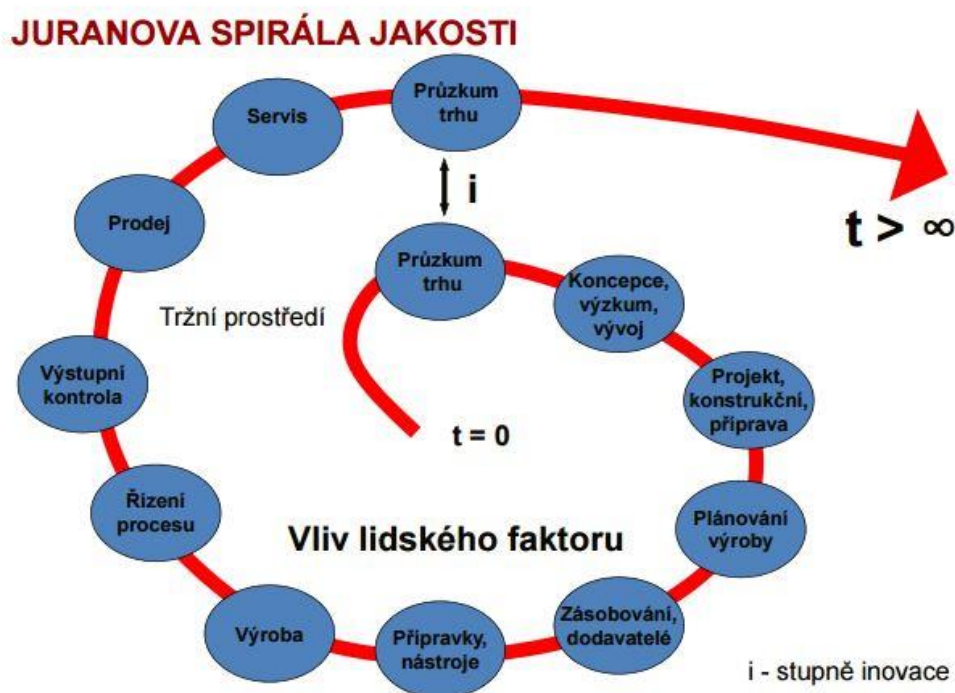 JURANOVA SPIRÁLA JAKOSTI
Průzkum
trhu
Servis
i
Prodej
t > ∞
Průzkum
trhu
Koncepce,
výzkum,
vývoj
Tržní prostředí
Výstupní
kontrola
Projekt,
konstrukční,
příprava
t = 0
Řízení
procesu
Vliv lidského faktoru
Plánování
výroby
Výroba
Přípravky,
nástroje
Zásobování,
dodavatelé
i - stupně inovace